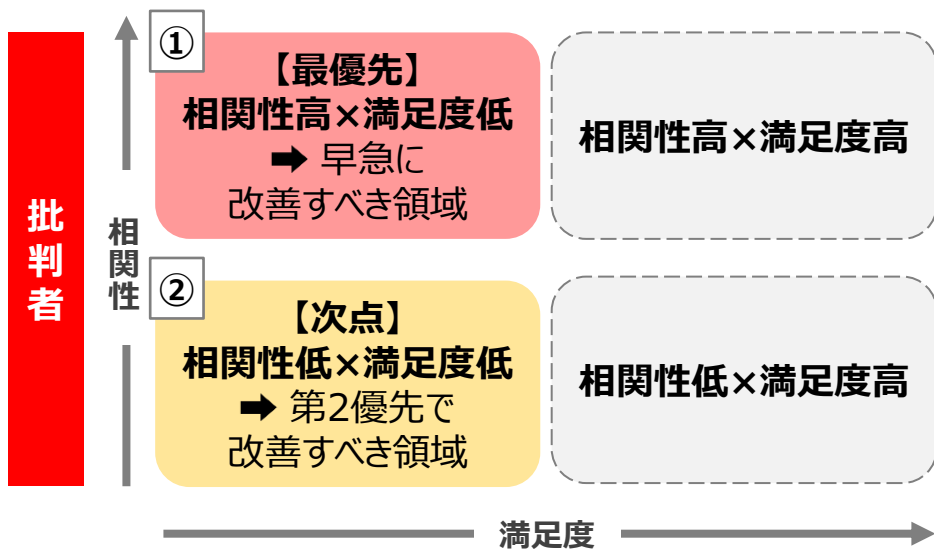 批判者
相関性
①
【最優先】
相関性高×満足度低
➡ 早急に
改善すべき領域
相関性高×満足度高
②
【次点】
相関性低×満足度低
➡ 第2優先で
改善すべき領域
相関性低×満足度高
満足度